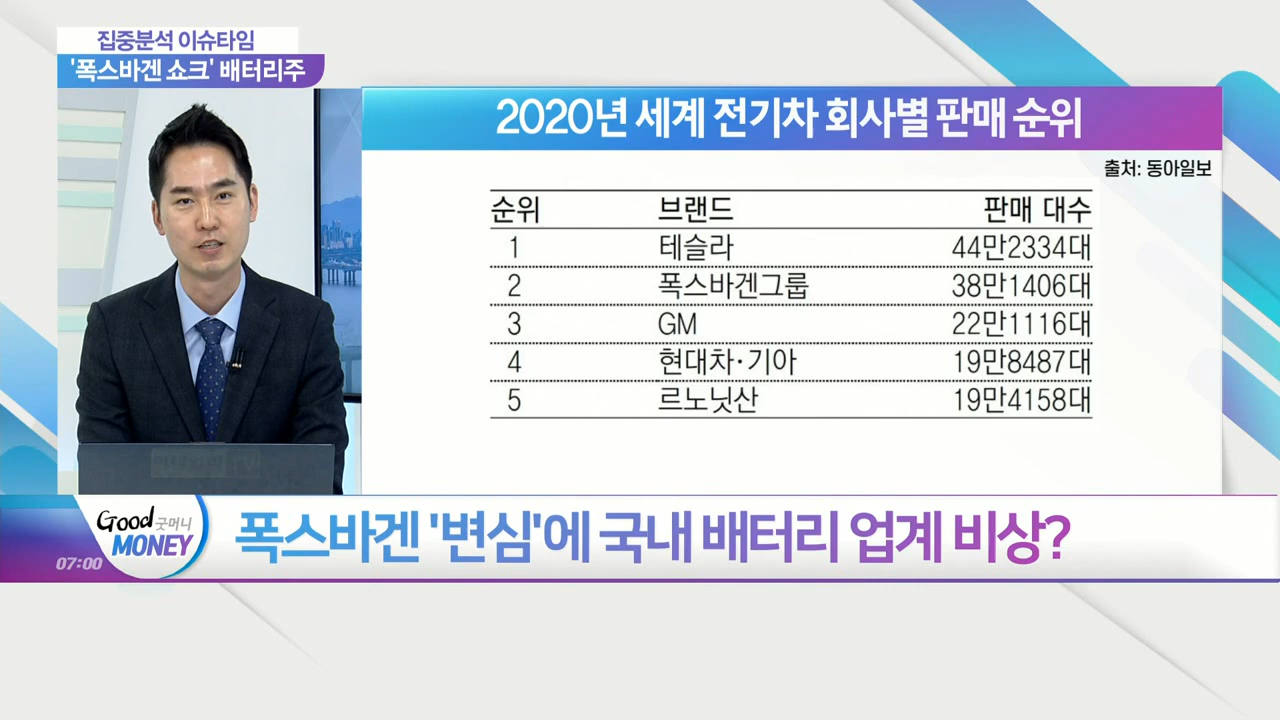 집중분석 이슈타임
'폭스바겐 쇼크' 배터리주
2020년 세계 전기차 회사별 판매 순위
출처: 동아일보
순위 브랜드 판매 대수
1 테슬라 44만2334대
2 폭스바겐그룹 38만1406대
3 GM 22만1116대
4 현대차·기아 19만8487대
5 르노닛산 19만4158대
Good 굿머니
MONEY
07:00
폭스바겐 '변심'에 국내 배터리 업계 비상?